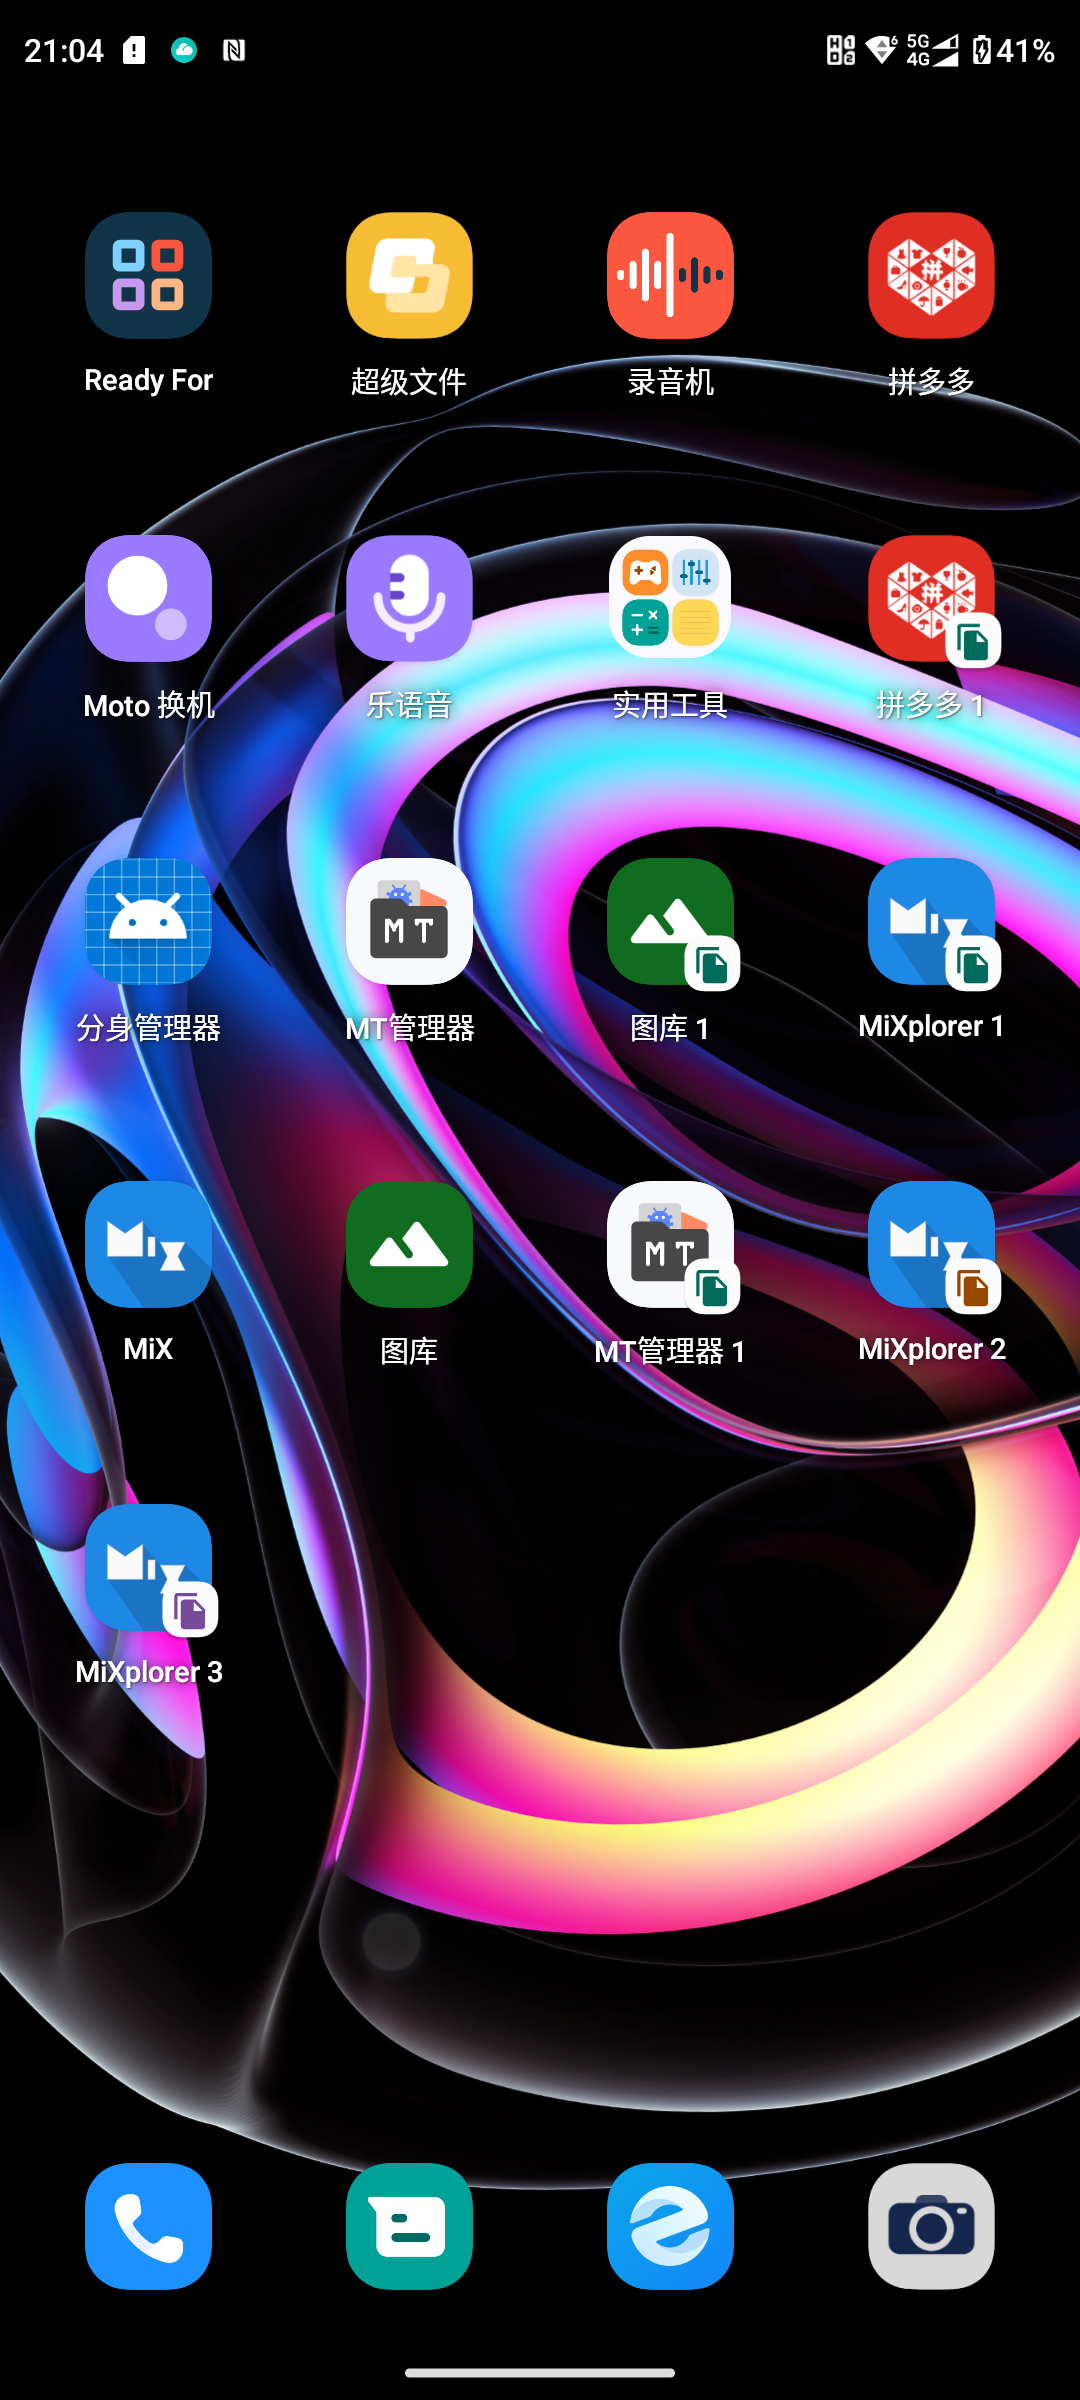 21:04
5G
4G
41%
Ready For
超级文件
录音机
拼多多
Moto 换机
乐语音
实用工具
拼多多 1
分身管理器
MT管理器
图库 1
MiXplorer 1
MiX
图库
MT管理器 1
MiXplorer 2
MiXplorer 3